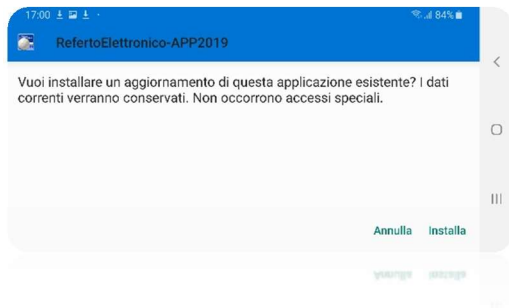 17:00
84%
RefertoElettronico-APP2019
Vuoi installare un aggiornamento di questa applicazione esistente? I dati
correnti verranno conservati. Non occorrono accessi speciali.
Annulla Installa